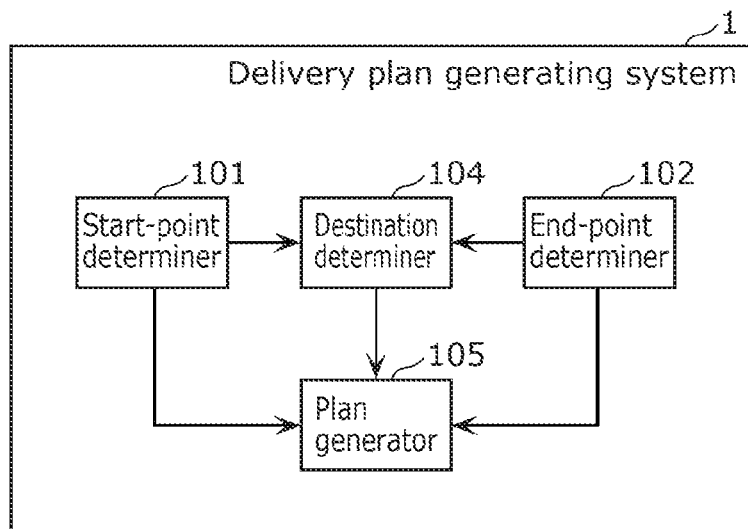 1
Delivery plan generating system
101
104
102
Start-point
determiner
Destination
determiner
End-point
determiner
105
Plan
generator